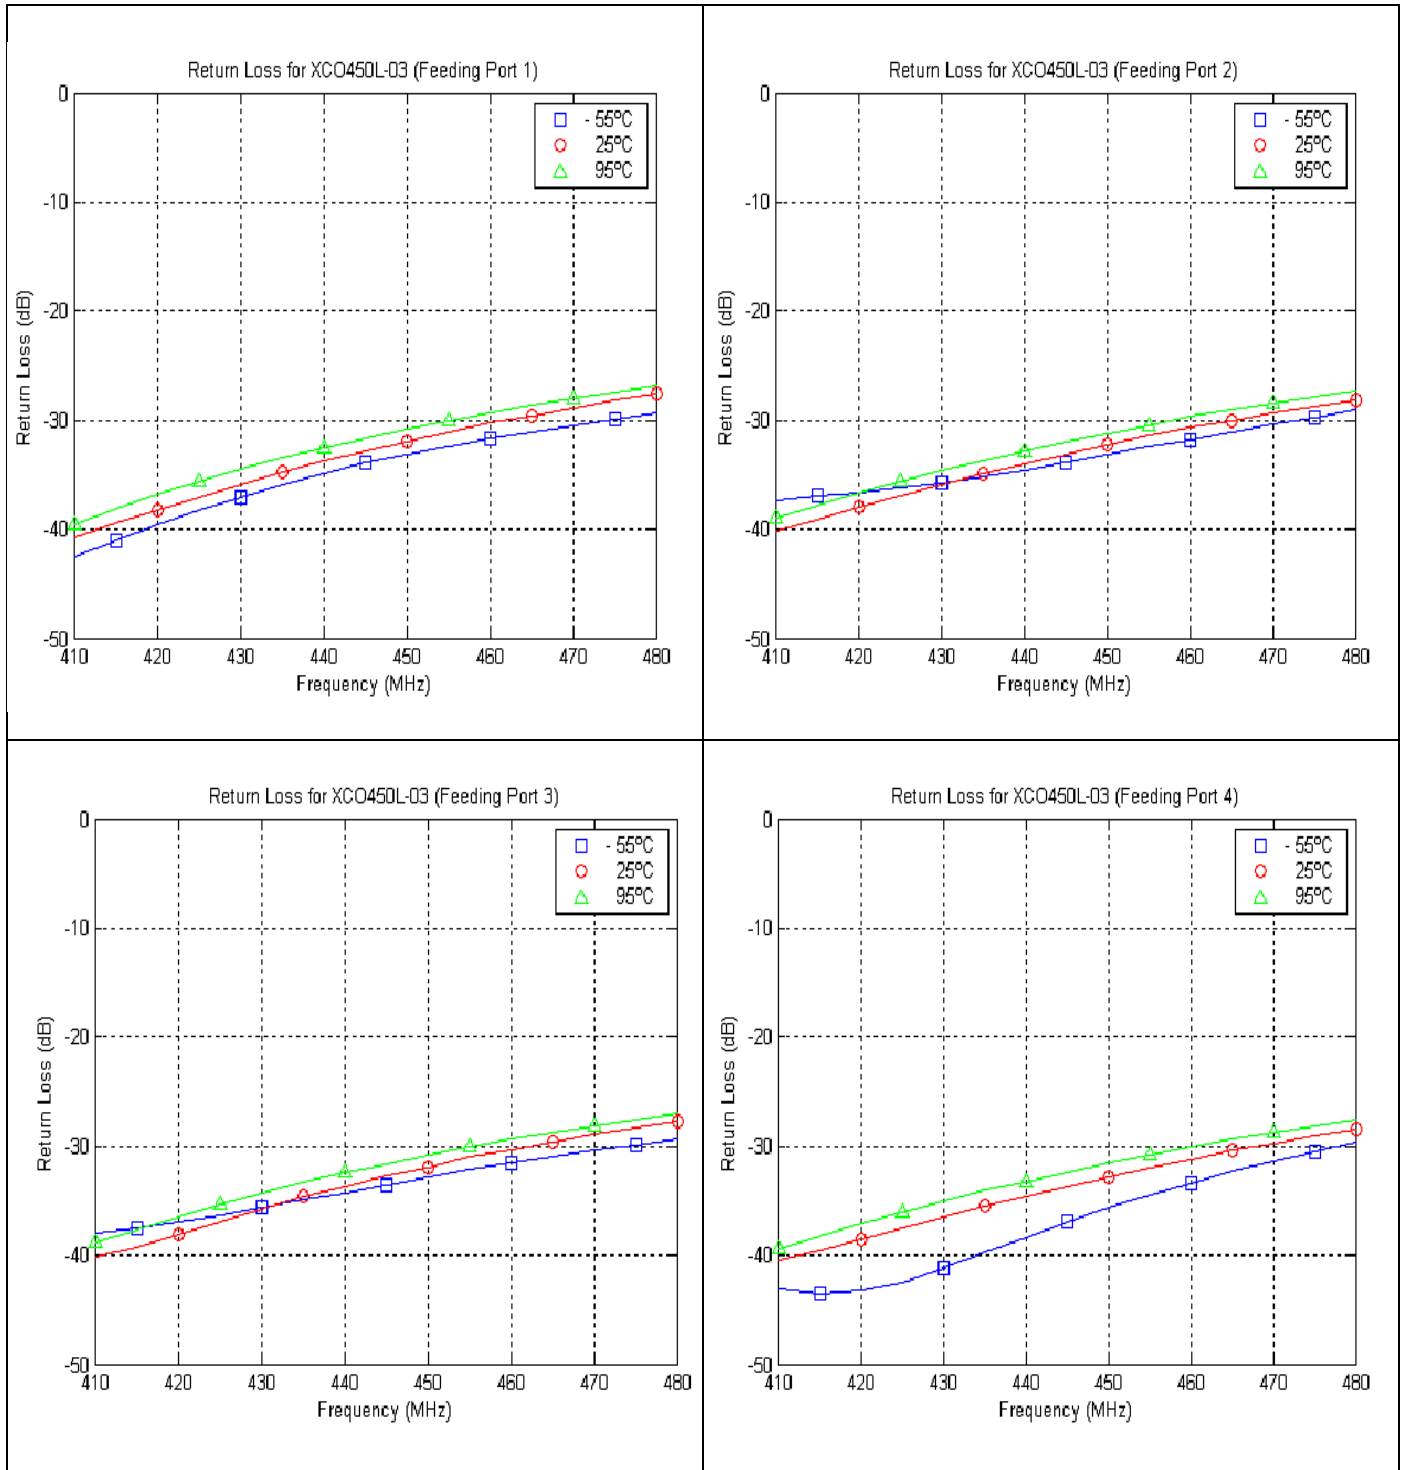 Return Loss for XCO450L-03 (Feeding Port 1)
0
-10
-20
-30
-40
-50
Return Loss (dB)
- 55°C
25°C
95°C
410 420 430 440 450 460 470 480
Frequency (MHz)
Return Loss for XCO450L-03 (Feeding Port 2)
0
-10
-20
-30
-40
-50
Return Loss (dB)
- 55°C
25°C
95°C
410 420 430 440 450 460 470 480
Frequency (MHz)
Return Loss for XCO450L-03 (Feeding Port 3)
0
-10
-20
-30
-40
-50
Return Loss (dB)
- 55°C
25°C
95°C
410 420 430 440 450 460 470 480
Frequency (MHz)
Return Loss for XCO450L-03 (Feeding Port 4)
0
-10
-20
-30
-40
-50
Return Loss (dB)
- 55°C
25°C
95°C
410 420 430 440 450 460 470 480
Frequency (MHz)